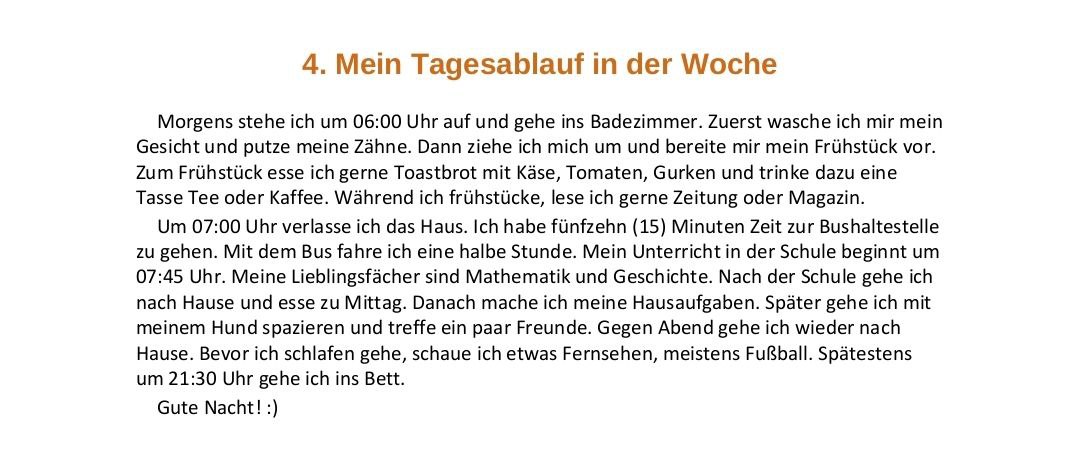 4. Mein Tagesablauf in der Woche
Morgens stehe ich um 06:00 Uhr auf und gehe ins Badezimmer. Zuerst wasche ich mir mein
Gesicht und putze meine Zähne. Dann ziehe ich mich um und bereite mir mein Frühstück vor.
Zum Frühstück esse ich gerne Toastbrot mit Käse, Tomaten, Gurken und trinke dazu eine
Tasse Tee oder Kaffee. Während ich frühstücke, lese ich gerne Zeitung oder Magazin.
Um 07:00 Uhr verlasse ich das Haus. Ich habe fünfzehn (15) Minuten Zeit zur Bushaltestelle
zu gehen. Mit dem Bus fahre ich eine halbe Stunde. Mein Unterricht in der Schule beginnt um
07:45 Uhr. Meine Lieblingsfächer sind Mathematik und Geschichte. Nach der Schule gehe ich
nach Hause und esse zu Mittag. Danach mache ich meine Hausaufgaben. Später gehe ich mit
meinem Hund spazieren und treffe ein paar Freunde. Gegen Abend gehe ich wieder nach
Hause. Bevor ich schlafen gehe, schaue ich etwas Fernsehen, meistens Fußball. Spätestens
um 21:30 Uhr gehe ich ins Bett.
Gute Nacht! :)